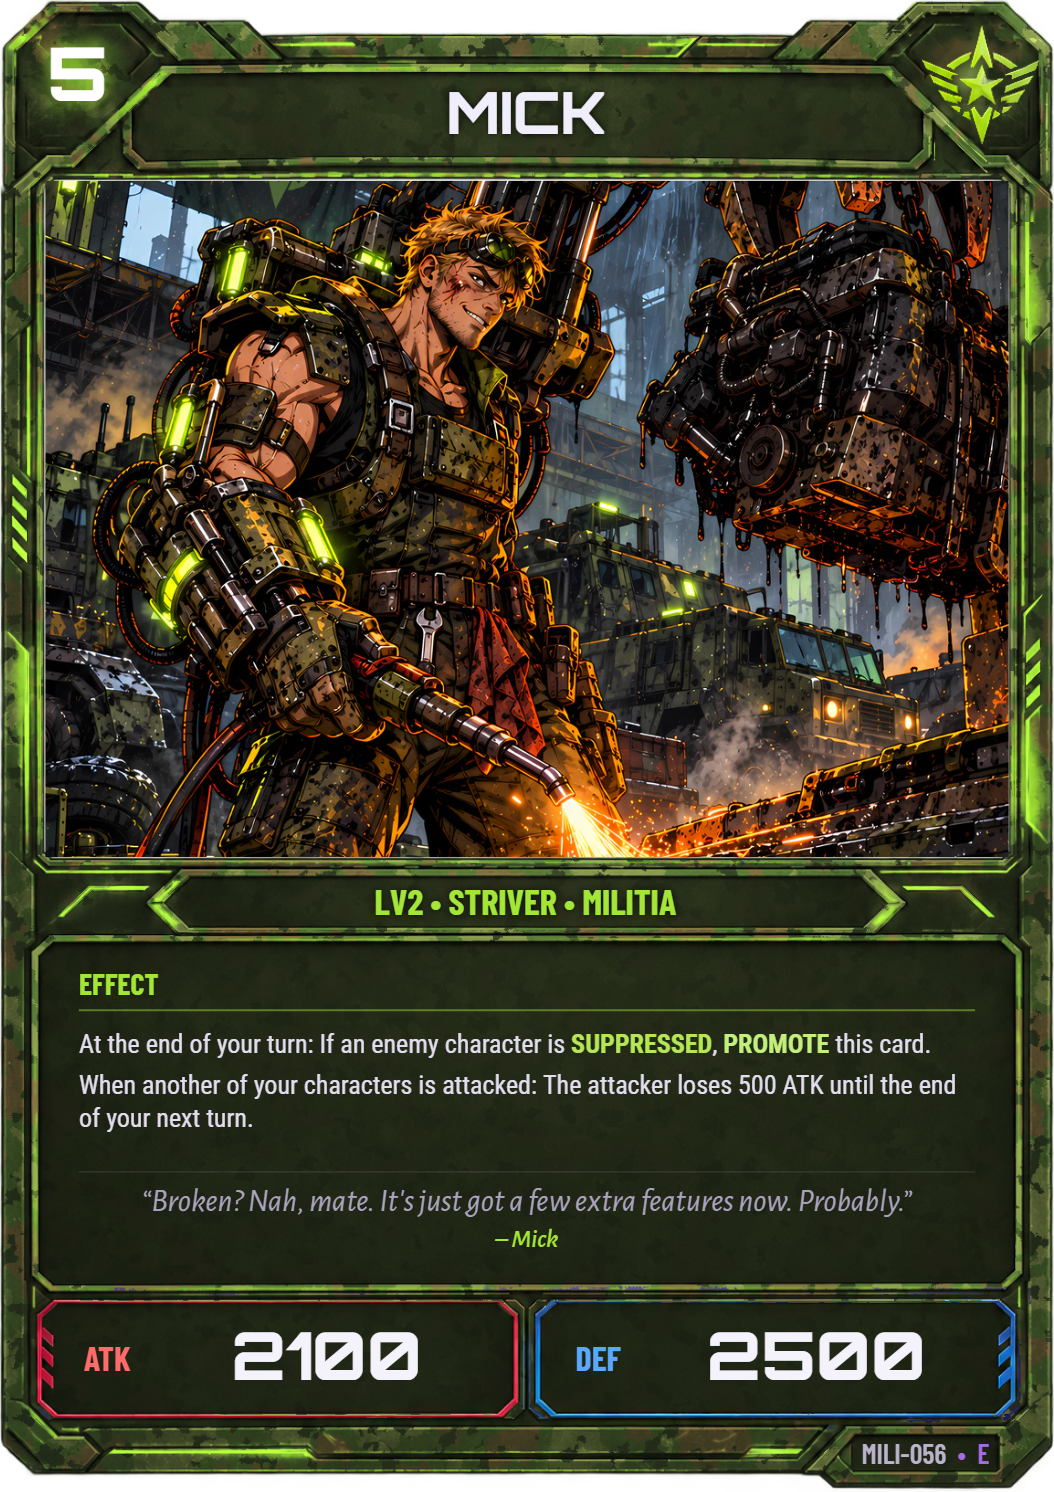 5
MICK
LV2 • STRIVER • MILITIA
EFFECT
At the end of your turn: If an enemy character is SUPPRESSED, PROMOTE this card.
When another of your characters is attacked: The attacker loses 500 ATK until the end
of your next turn.
“Broken? Nah, mate. It's just got a few extra features now. Probably.”
– Mick
ATK 2100
DEF 2500
MILI-056 • E